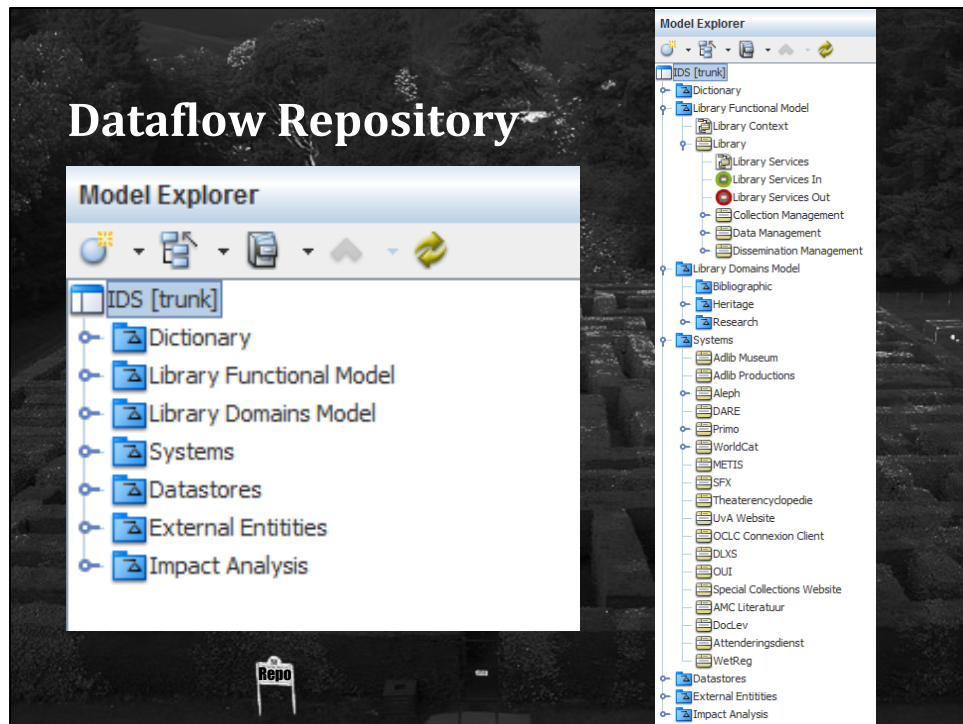 Dataflow Repository
Model Explorer
IDS [trunk]
Dictionary
Library Functional Model
Library Domains Model
Systems
Datastores
External Entitities
Impact Analysis
Repo
Model Explorer
IDS [trunk]
Dictionary
Library Functional Model
Library Context
Library
Library Services
Library Services In
Library Services Out
Collection Management
Data Management
Dissemination Management
Library Domains Model
Bibliographic
Heritage
Research
Systems
Adlib Museum
Adlib Productions
Aleph
DARE
Primo
WorldCat
METIS
SFX
Theaterencyclopedie
UvA Website
OCLC Connexion Client
DLXS
OUI
Special Collections Website
AMC Literatuur
DocLev
Attenderingsdienst
WetReg
Datastores
External Entitities
Impact Analysis